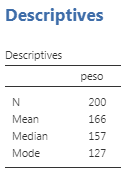 Descriptives
Descriptives
peso
N 200
Mean 166
Median 157
Mode 127